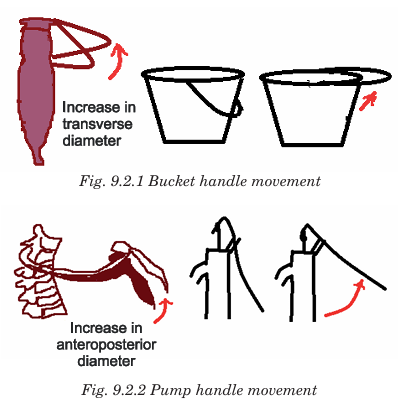 Increase in
transverse
diameter
Fig. 9.2.1 Bucket handle movement
Increase in
anteroposterior
diameter
Fig. 9.2.2 Pump handle movement